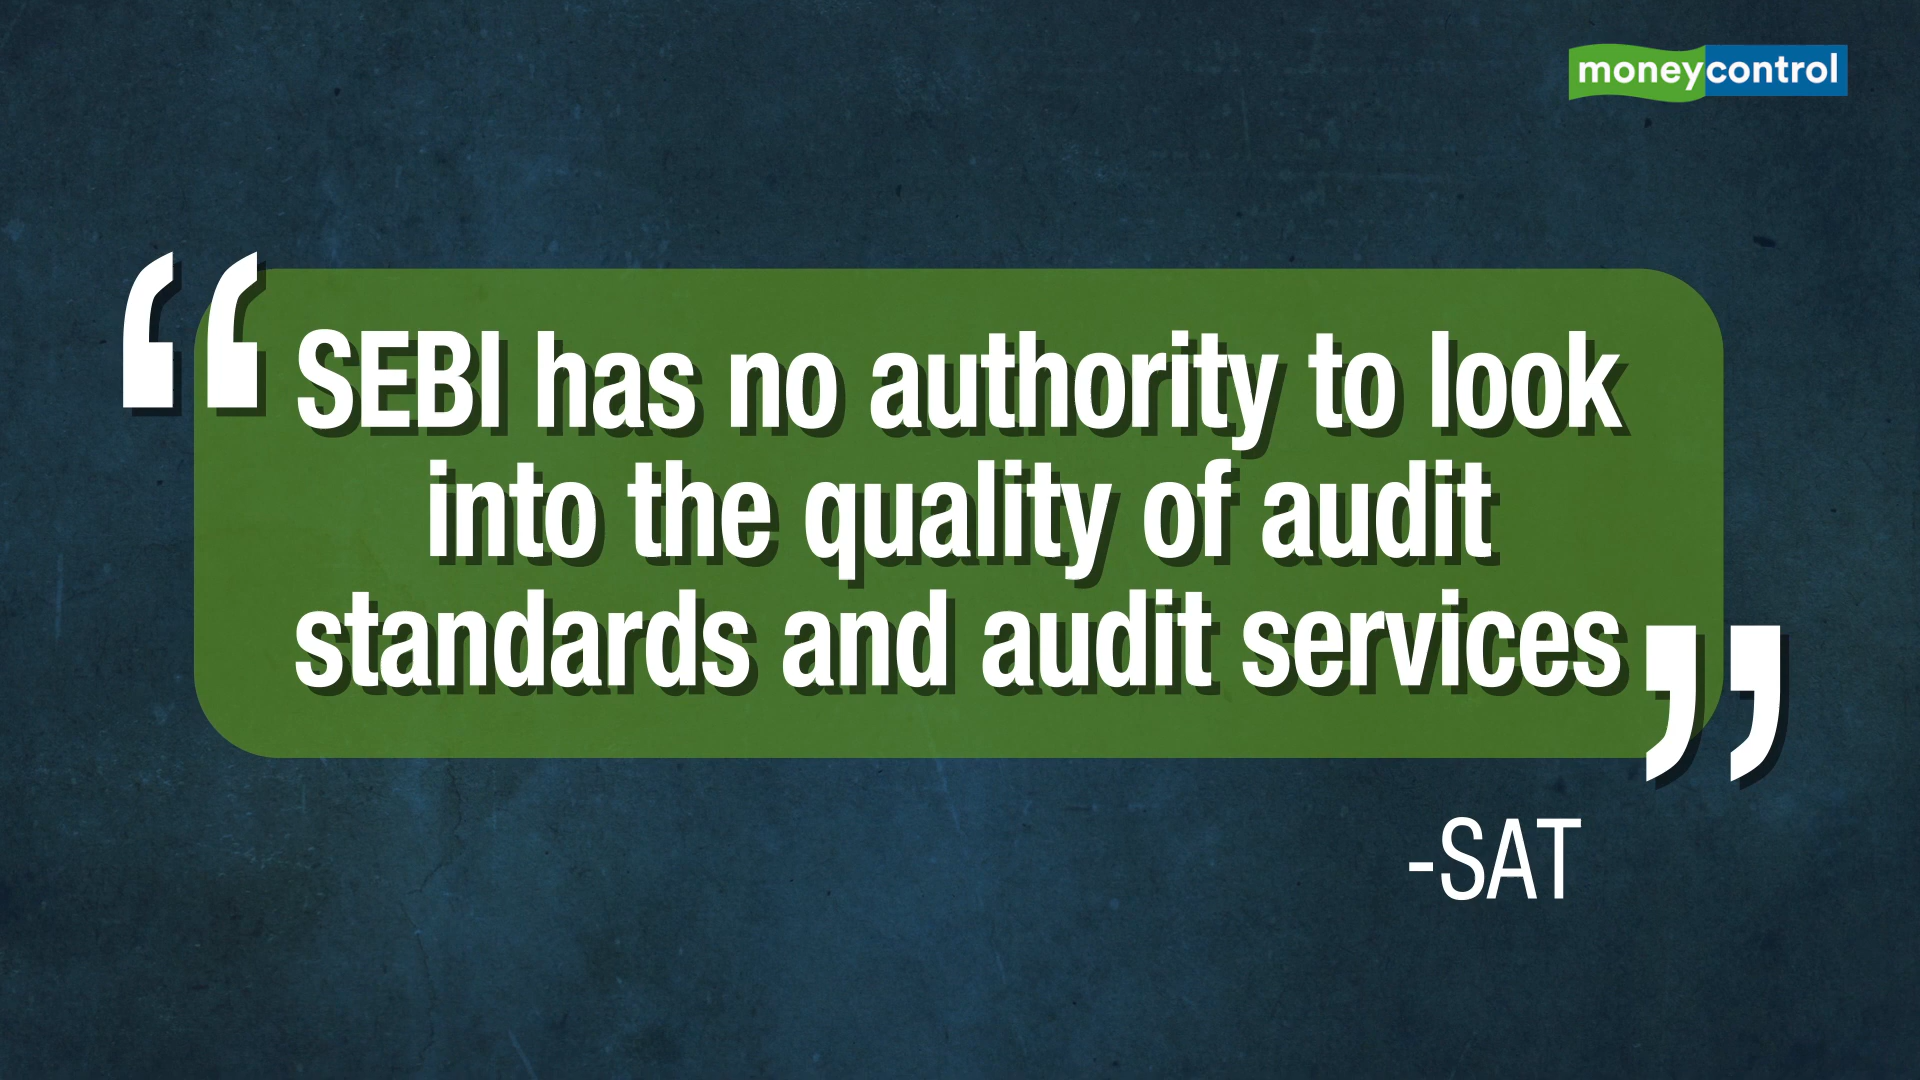 moneycontrol
“SEBI has no authority to look
into the quality of audit
standards and audit services”
-SAT